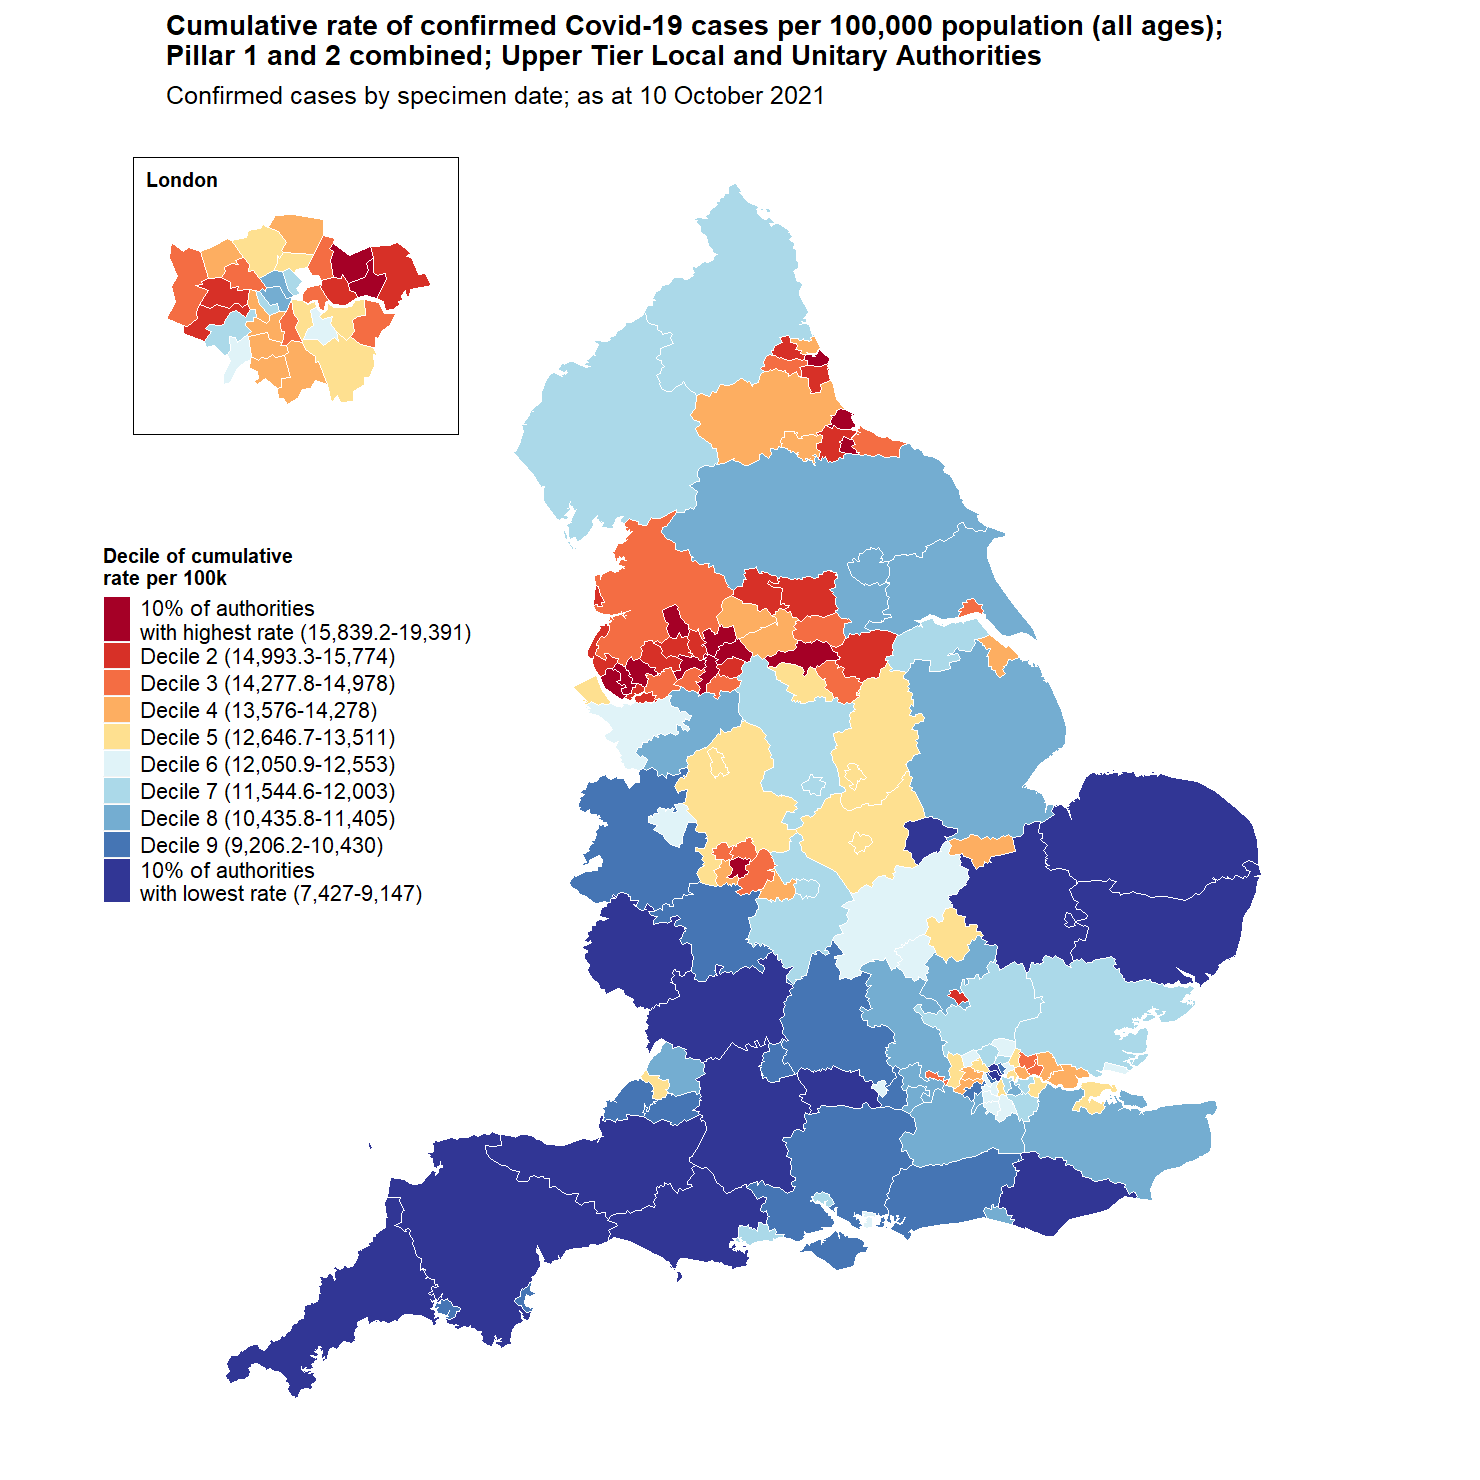 Cumulative rate of confirmed Covid-19 cases per 100,000 population (all ages);
Pillar 1 and 2 combined; Upper Tier Local and Unitary Authorities
Confirmed cases by specimen date; as at 10 October 2021
London
Decile of cumulative
rate per 100k
10% of authorities
with highest rate (15,839.2-19,391)
Decile 2 (14,993.3-15,774)
Decile 3 (14,277.8-14,978)
Decile 4 (13,576-14,278)
Decile 5 (12,646.7-13,511)
Decile 6 (12,050.9-12,553)
Decile 7 (11,544.6-12,003)
Decile 8 (10,435.8-11,405)
Decile 9 (9,206.2-10,430)
10% of authorities
with lowest rate (7,427-9,147)